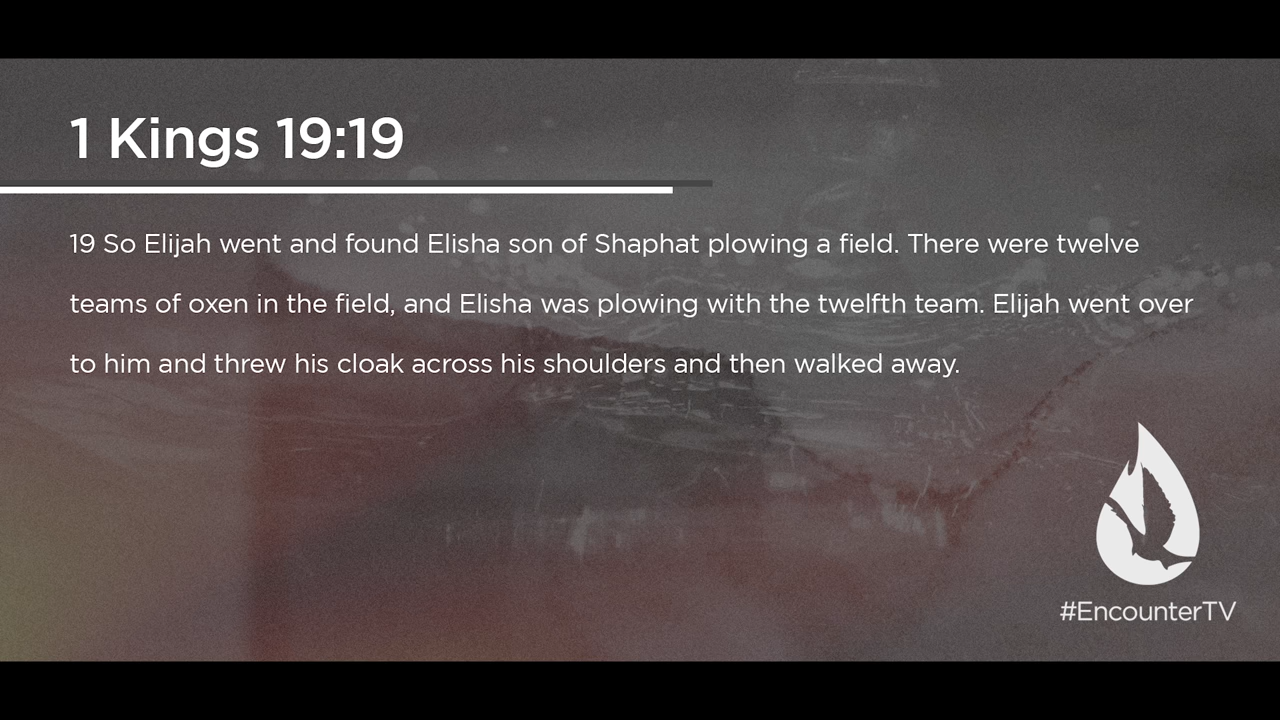 1 Kings 19:19
19 So Elijah went and found Elisha son of Shaphat plowing a field. There were twelve
teams of oxen in the field, and Elisha was plowing with the twelfth team. Elijah went over
to him and threw his cloak across his shoulders and then walked away.
#EncounterTV